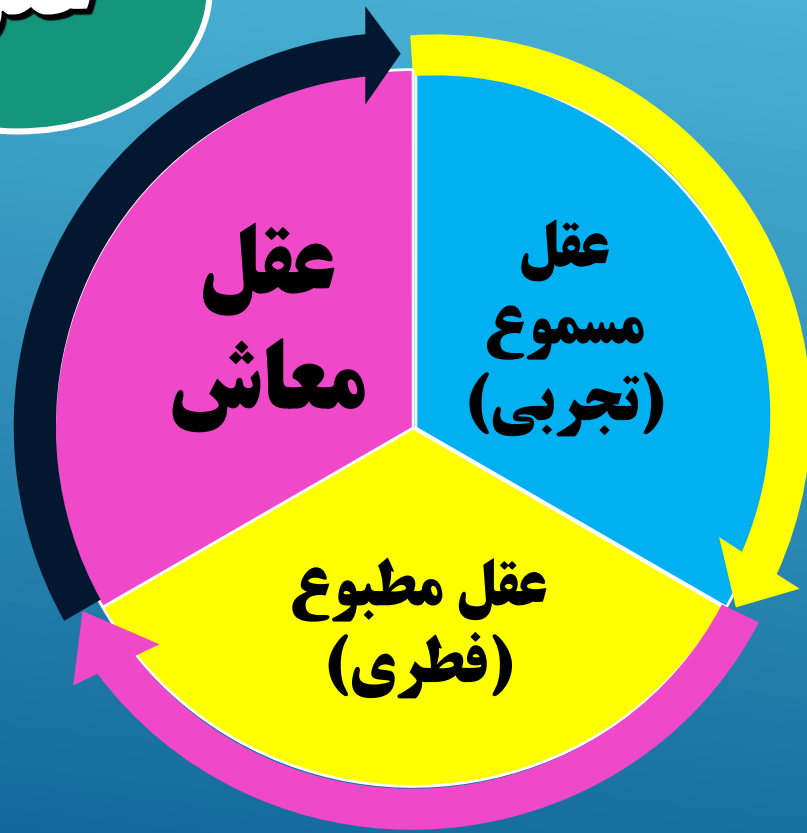 عقل
مسموع
(تجربی)
عقل مطبوع
(فطری)
عقل
معاش